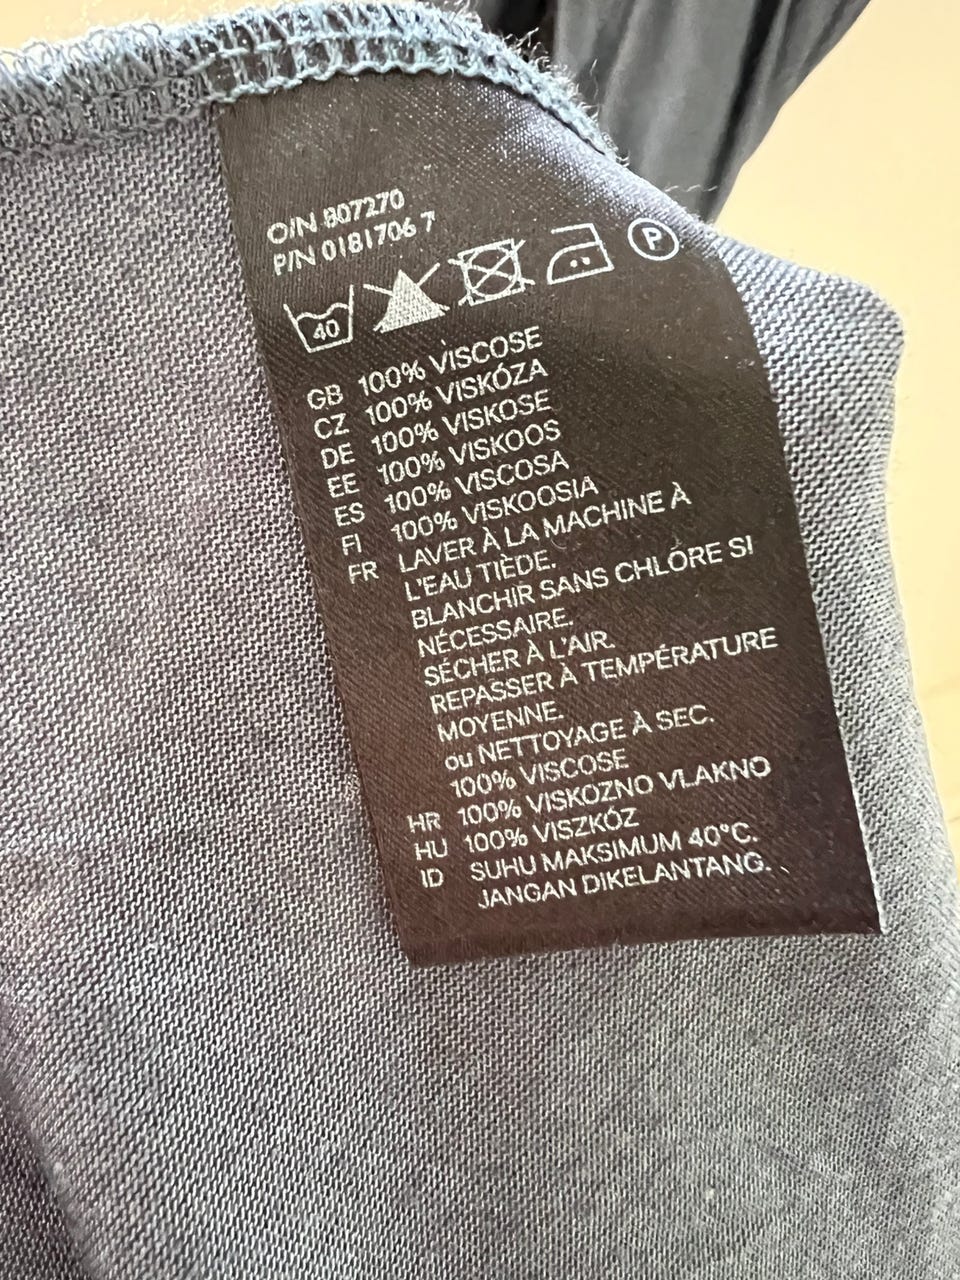 O/N 807270
P/N 0181706 7
40
P
GB 100% VISCOSE
CZ 100% VISKÓZA
DE 100% VISKOSE
EE 100% VISKOOS
ES 100% VISCOSA
FI 100% VISKOOSIA
FR LAVER À LA MACHINE À
L'EAU TIÈDE.
BLANCHIR SANS CHLÓRE SI
NÉCESSAIRE.
SÉCHER À L'AIR.
REPASSER À TEMPÉRATURE
MOYENNE.
ou NETTOYAGE À SEC.
100% VISCOSE
HR 100% VISKOZNO VLAKNO
HU 100% VISZKÓZ
ID SUHU MAKSIMUM 40°C.
JANGAN DIKELANTANG.